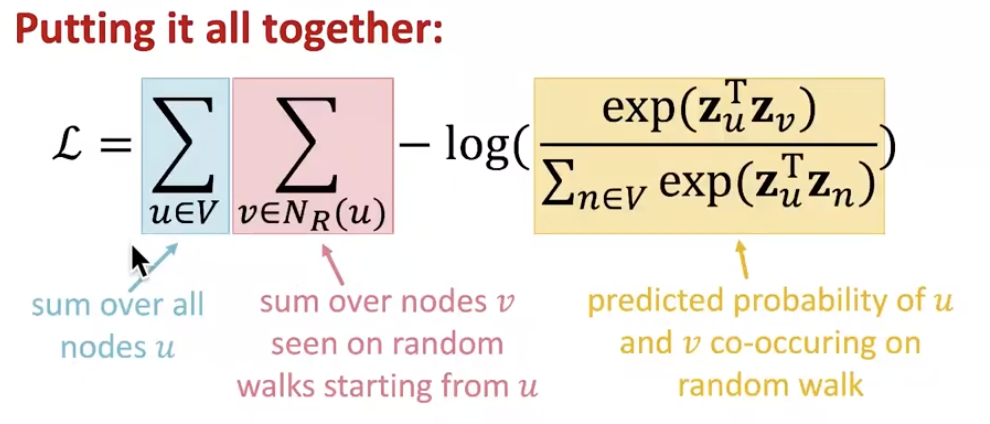 Putting it all together:
ℒ = ∑_{u∈V} ∑_{v∈N_R(u)} − log( exp(𝐳_u^T 𝐳_v) / ∑_{n∈V} exp(𝐳_u^T 𝐳_n) )
sum over all
nodes u
sum over nodes v
seen on random
walks starting from u
predicted probability of u
and v co-occuring on
random walk